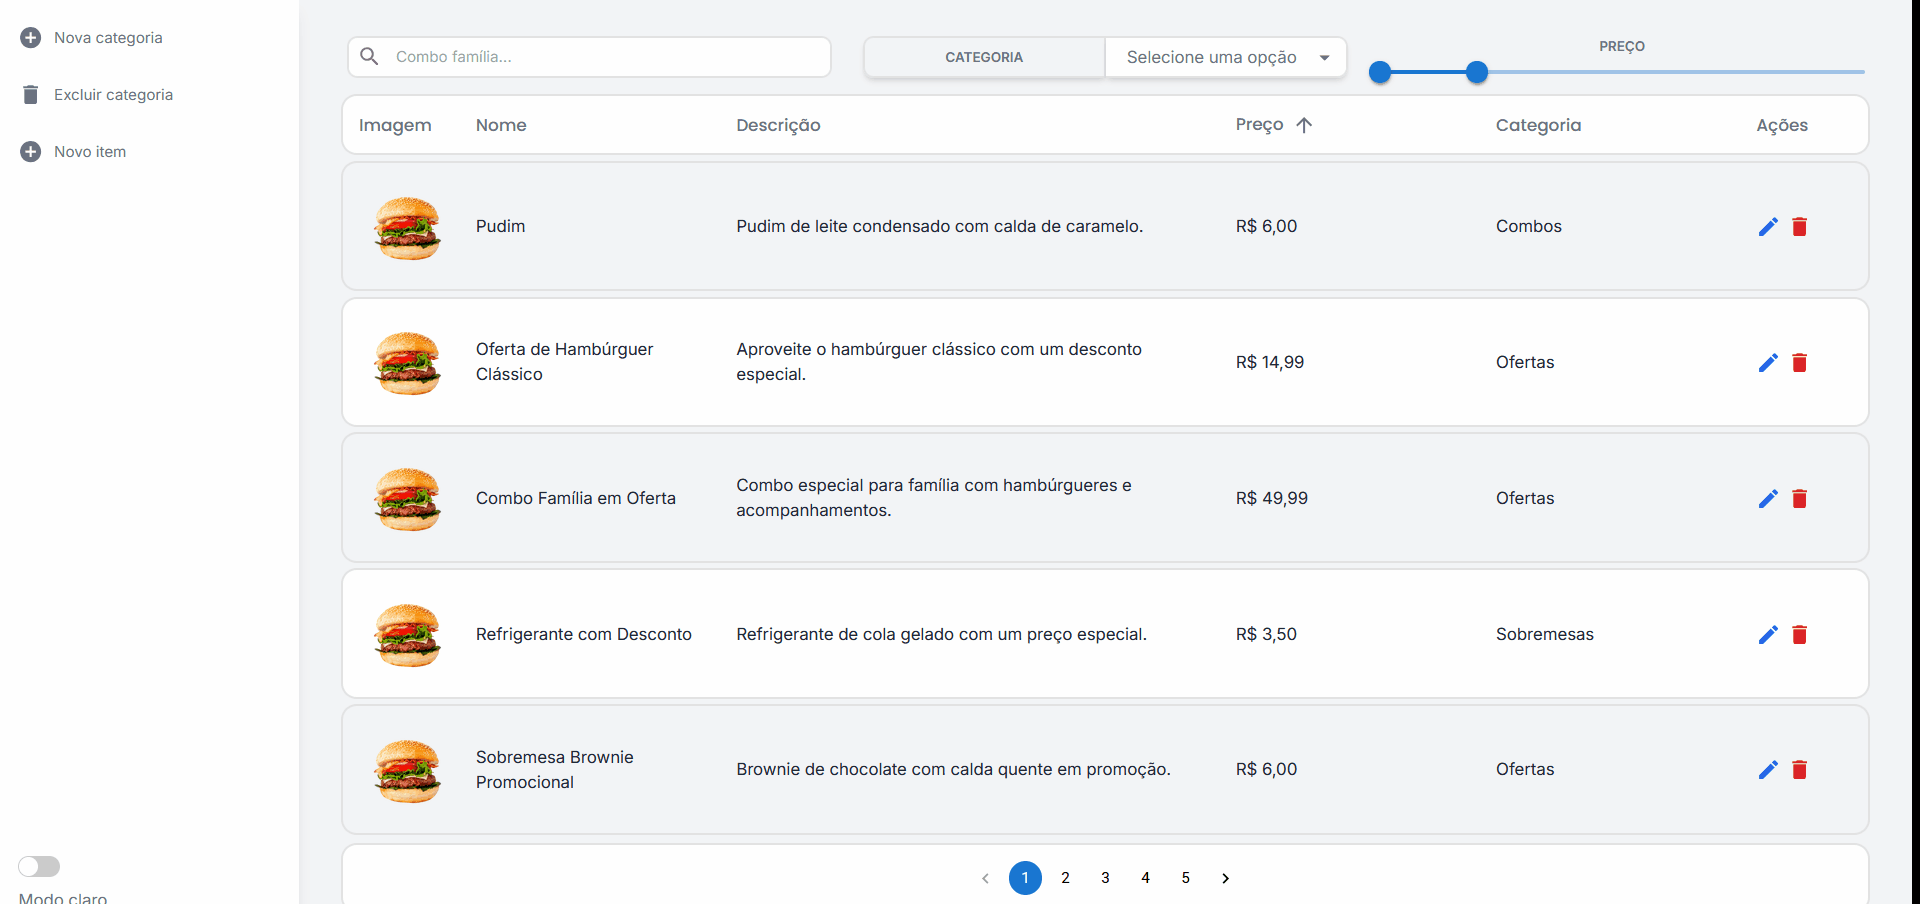 Nova categoria
Excluir categoria
Novo item
Modo claro
Combo família...
CATEGORIA
Selecione uma opção
PREÇO
Imagem Nome Descrição Preço Categoria Ações
Pudim
Pudim de leite condensado com calda de caramelo.
R$ 6,00
Combos
Oferta de Hambúrguer
Clássico
Aproveite o hambúrguer clássico com um desconto
especial.
R$ 14,99
Ofertas
Combo Família em Oferta
Combo especial para família com hambúrgueres e
acompanhamentos.
R$ 49,99
Ofertas
Refrigerante com Desconto
Refrigerante de cola gelado com um preço especial.
R$ 3,50
Sobremesas
Sobremesa Brownie
Promocional
Brownie de chocolate com calda quente em promoção.
R$ 6,00
Ofertas
1 2 3 4 5